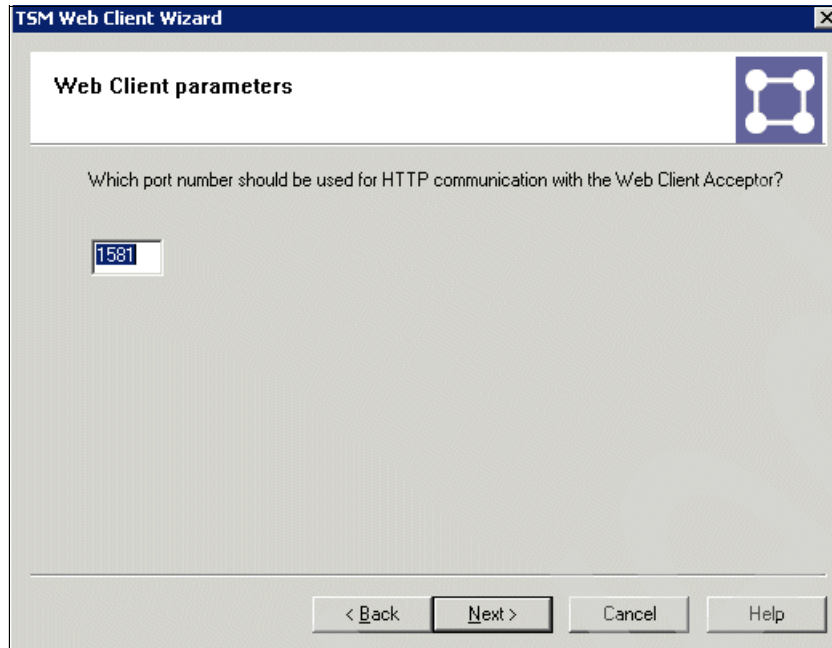 TSM Web Client Wizard
Web Client parameters
Which port number should be used for HTTP communication with the Web Client Acceptor?
1581
< Back
Next >
Cancel
Help